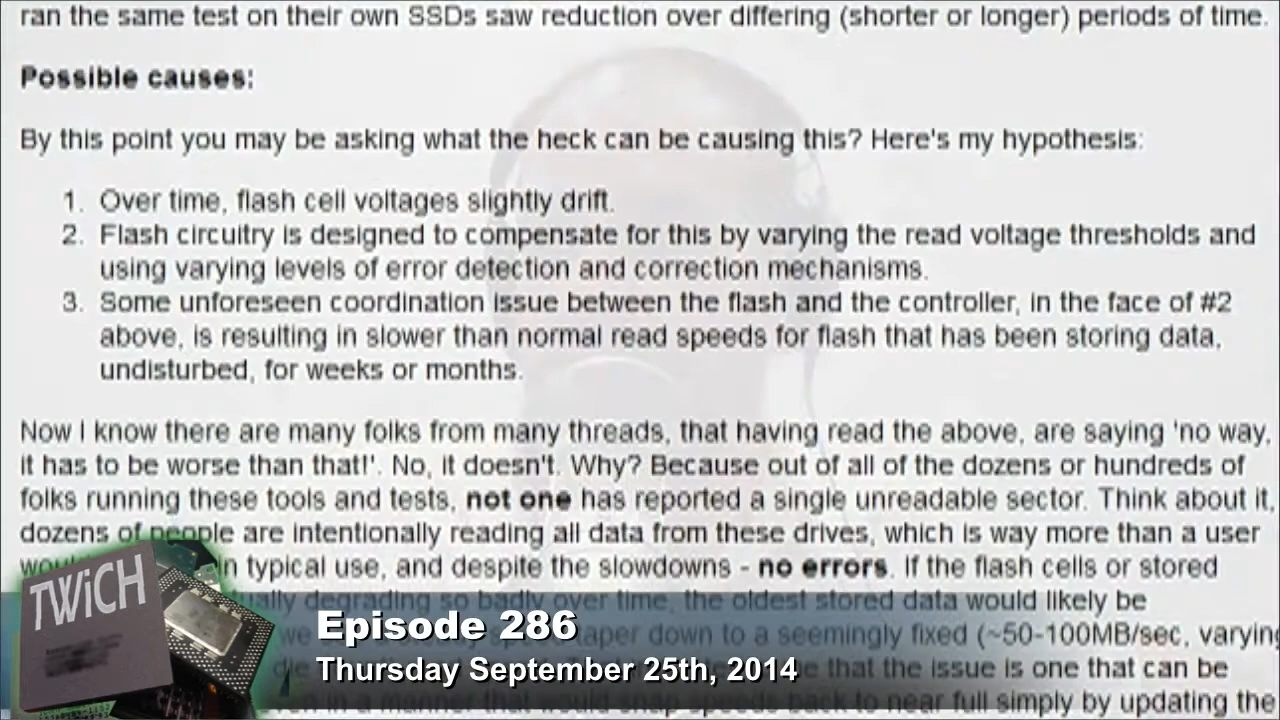 ran the same test on their own SSDs saw reduction over differing (shorter or longer) periods of time.
Possible causes:
By this point you may be asking what the heck can be causing this? Here's my hypothesis:
1. Over time, flash cell voltages slightly drift.
2. Flash circuitry is designed to compensate for this by varying the read voltage thresholds and
using varying levels of error detection and correction mechanisms.
3. Some unforeseen coordination issue between the flash and the controller, in the face of #2
above, is resulting in slower than normal read speeds for flash that has been storing data,
undisturbed, for weeks or months.
Now I know there are many folks from many threads, that having read the above, are saying 'no way,
it has to be worse than that!'. No, it doesn't. Why? Because out of all of the dozens or hundreds of
folks running these tools and tests, not one has reported a single unreadable sector. Think about it,
dozens of people are intentionally reading all data from these drives, which is way more than a user
in typical use, and despite the slowdowns - no errors. If the flash cells or stored
degrading so badly over time, the oldest stored data would likely be
taper down to a seemingly fixed (~50-100MB/sec, varying
that the issue is one that can be
in a manner that would snap speeds back to near full simply by updating the
TWiCH
Episode 286
Thursday September 25th, 2014